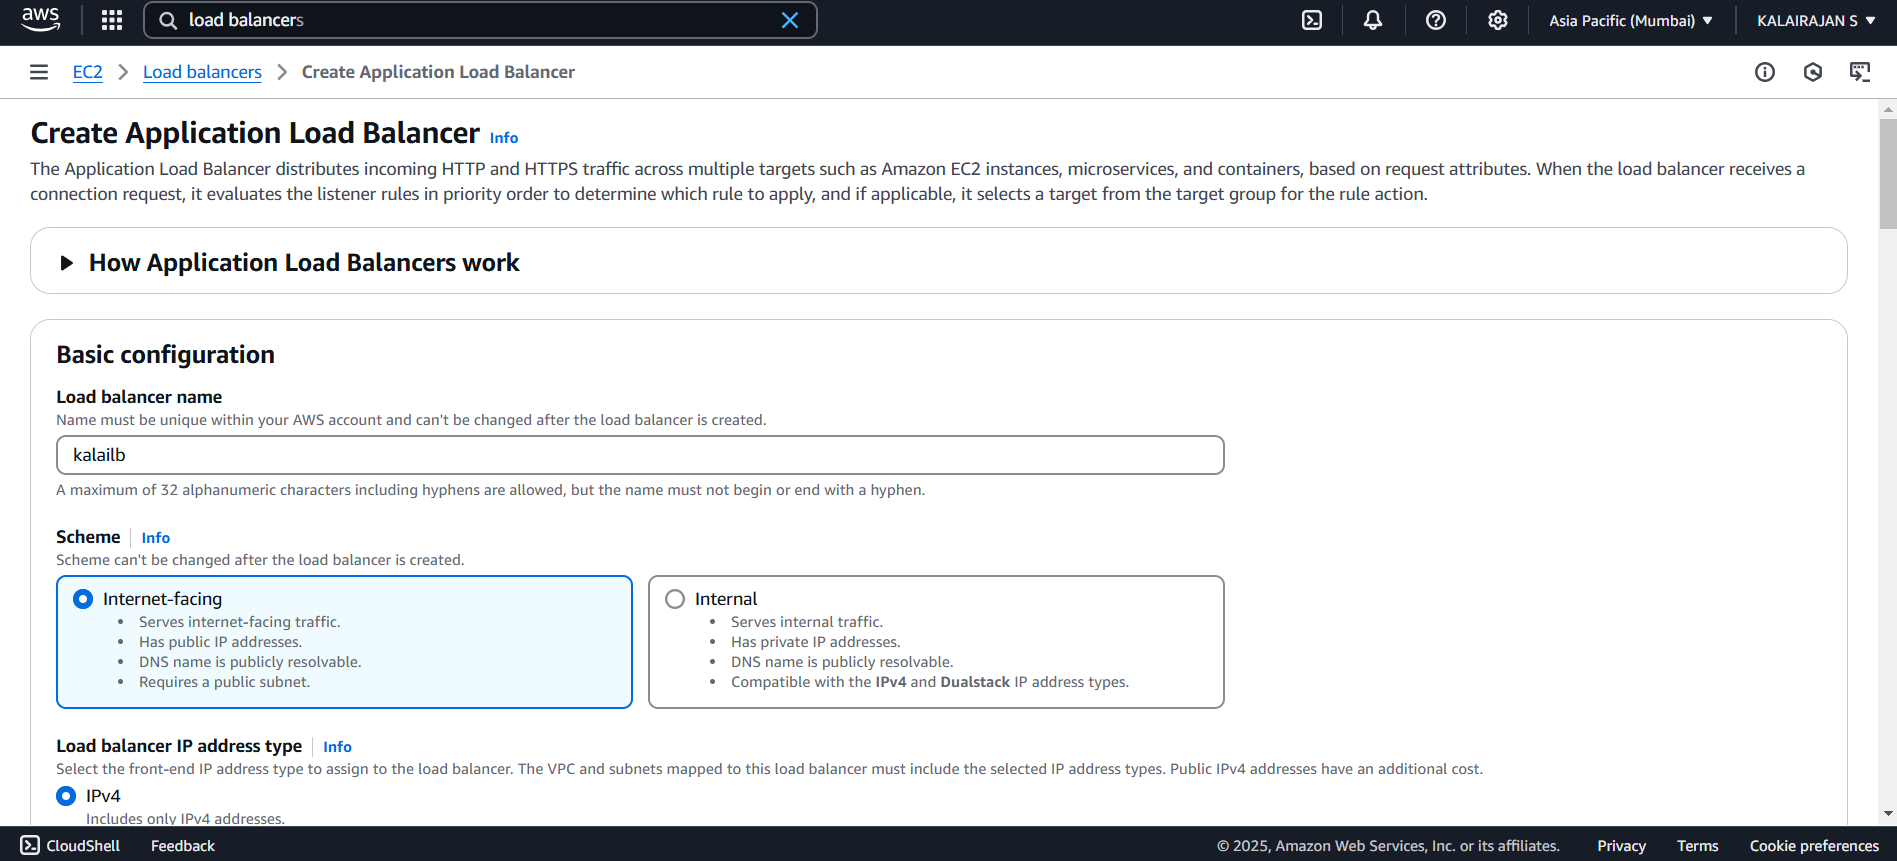 aws
load balancers
Asia Pacific (Mumbai)
KALAIRAJAN S
EC2
Load balancers
Create Application Load Balancer
Create Application Load Balancer
Info
The Application Load Balancer distributes incoming HTTP and HTTPS traffic across multiple targets such as Amazon EC2 instances, microservices, and containers, based on request attributes. When the load balancer receives a
connection request, it evaluates the listener rules in priority order to determine which rule to apply, and if applicable, it selects a target from the target group for the rule action.
How Application Load Balancers work
Basic configuration
Load balancer name
Name must be unique within your AWS account and can't be changed after the load balancer is created.
kalailb
A maximum of 32 alphanumeric characters including hyphens are allowed, but the name must not begin or end with a hyphen.
Scheme
Info
Scheme can't be changed after the load balancer is created.
Internet-facing
• Serves internet-facing traffic.
• Has public IP addresses.
• DNS name is publicly resolvable.
• Requires a public subnet.
Internal
• Serves internal traffic.
• Has private IP addresses.
• DNS name is publicly resolvable.
• Compatible with the IPv4 and Dualstack IP address types.
Load balancer IP address type
Info
Select the front-end IP address type to assign to the load balancer. The VPC and subnets mapped to this load balancer must include the selected IP address types. Public IPv4 addresses have an additional cost.
IPv4
Includes only IPv4 addresses.
CloudShell
Feedback
© 2025, Amazon Web Services, Inc. or its affiliates.
Privacy
Terms
Cookie preferences